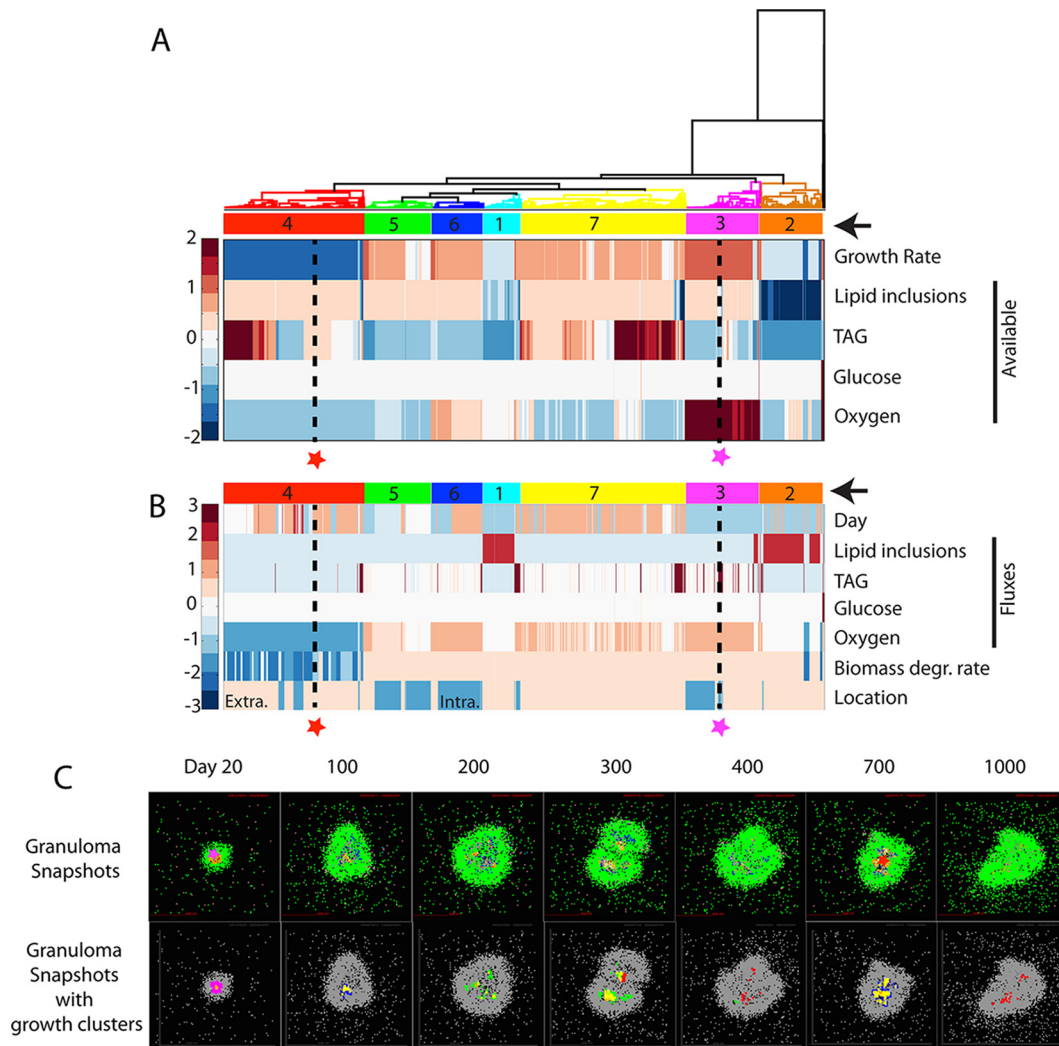 A
4 5 6 1 7 3 2
2
1
0
-1
-2
Growth Rate
Lipid inclusions
TAG
Glucose
Oxygen
Available
4 5 6 1 7 3 2
B
3
2
1
0
-1
-2
-3
Day
Lipid inclusions
TAG
Glucose
Oxygen
Biomass degr. rate
Location
Fluxes
Extra. Intra.
C
Day 20 100 200 300 400 700 1000
Granuloma
Snapshots
Granuloma
Snapshots
with
growth clusters